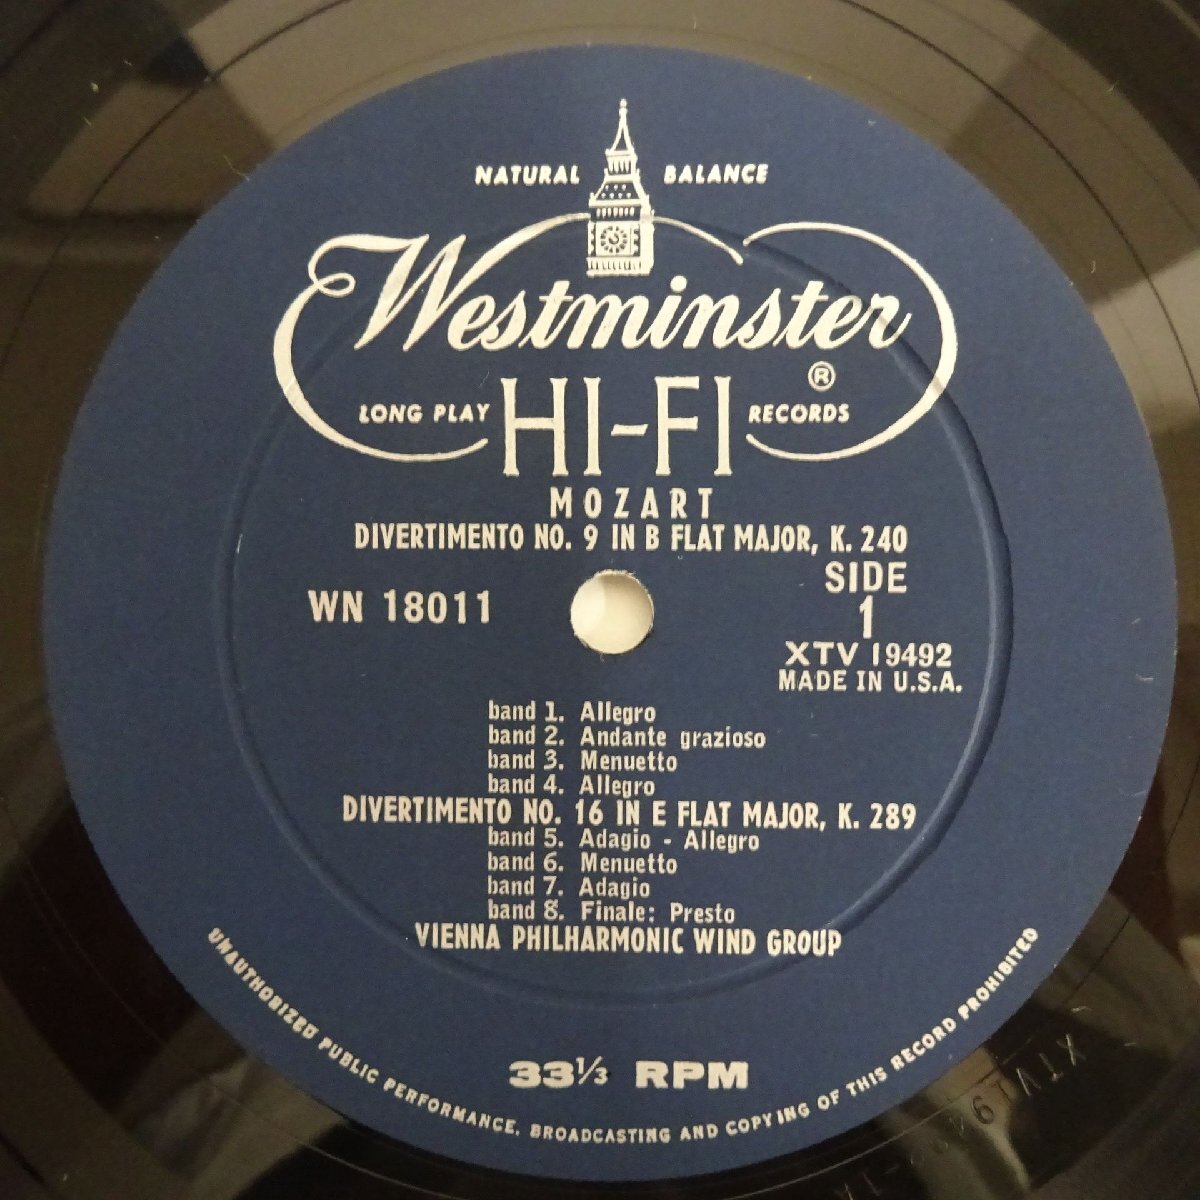 NATURAL BALANCE
Westminster
®
LONG PLAY HI-FI RECORDS
MOZART
DIVERTIMENTO NO. 9 IN B FLAT MAJOR, K. 240
SIDE
WN 18011
1
XTV 19492
MADE IN U.S.A.
band 1. Allegro
band 2. Andante grazioso
band 3. Menuetto
band 4. Allegro
DIVERTIMENTO NO. 16 IN E FLAT MAJOR, K. 289
band 5. Adagio - Allegro
band 6. Menuetto
band 7. Adagio
band 8. Finale: Presto
VIENNA PHILHARMONIC WIND GROUP
33⅓ RPM
UNAUTHORIZED PUBLIC PERFORMANCE, BROADCASTING AND COPYING OF THIS RECORD PROHIBITED